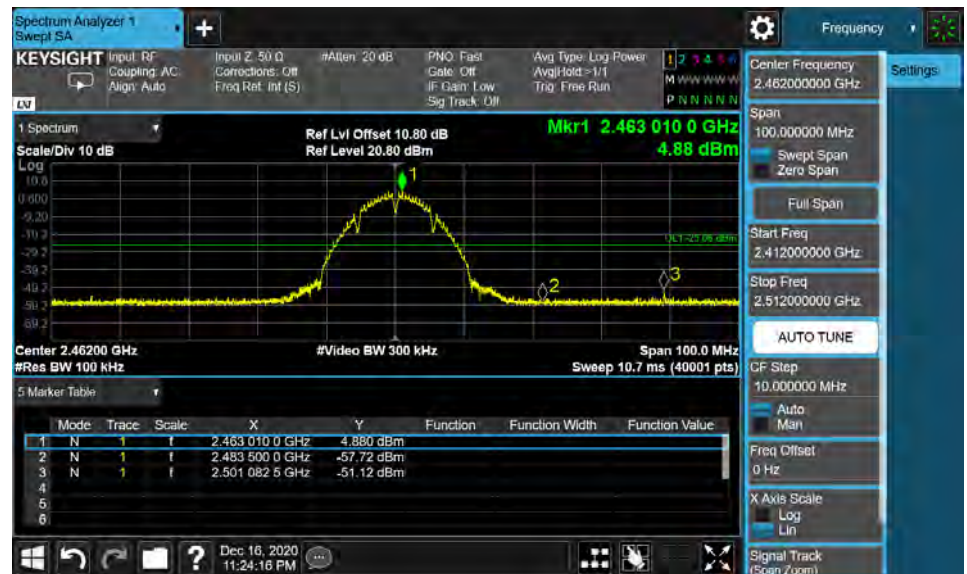 Spectrum Analyzer 1
Swept SA
+
Frequency
KEYSIGHT
Input: RF
Coupling: AC
Align: Auto
Input Z: 50 Ω
Corrections: Off
Freq Ref: Int (S)
#Atten: 20 dB
PNO: Fast
Gate: Off
IF Gain: Low
Sig Track: Off
Avg Type: Log-Power
Avg|Hold:>1/1
Trig: Free Run
1 2 3 4 5 6
M W W W W W
P N N N N N
LXI
Center Frequency
2.462000000 GHz
Settings
Span
100.000000 MHz
Swept Span
Zero Span
Full Span
Start Freq
2.412000000 GHz
Stop Freq
2.512000000 GHz
AUTO TUNE
CF Step
10.000000 MHz
Auto
Man
Freq Offset
0 Hz
X Axis Scale
Log
Lin
Signal Track
(Span Zoom)
1 Spectrum
Scale/Div 10 dB
Log
Ref Lvl Offset 10.80 dB
Ref Level 20.80 dBm
Mkr1 2.463 010 0 GHz
4.88 dBm
10.8
0.800
-9.20
-19.2
-29.2
-39.2
-49.2
-59.2
-69.2
1
2
3
Center 2.46200 GHz
#Res BW 100 kHz
#Video BW 300 kHz
Span 100.0 MHz
Sweep 10.7 ms (40001 pts)
5 Marker Table
Mode Trace Scale X Y Function Function Width Function Value
1 N 1 f 2.463 010 0 GHz 4.880 dBm
2 N 1 f 2.483 500 0 GHz -57.72 dBm
3 N 1 f 2.501 082 5 GHz -51.12 dBm
4
5
6
?
Dec 16, 2020
11:24:16 PM